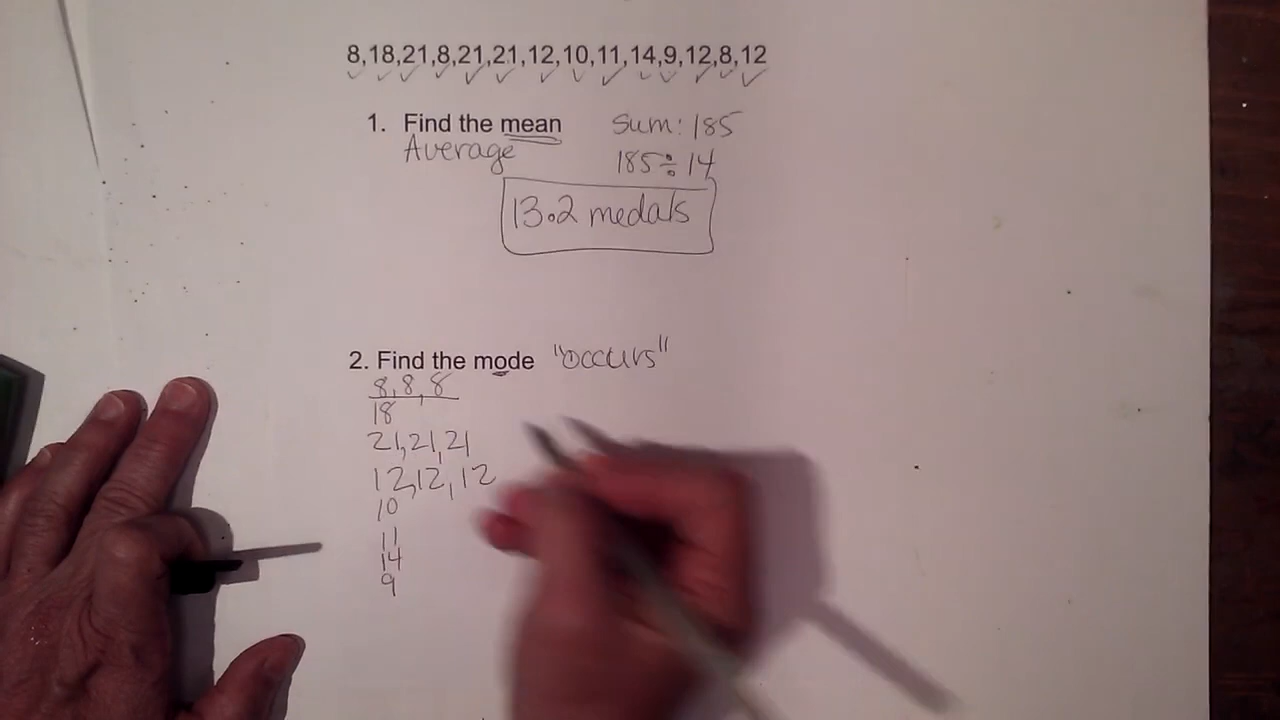 8,18,21,8,21,21,12,10,11,14,9,12,8,12
1. Find the mean Sum: 185
Average 185÷14
13.2 medals
2. Find the mode "occurs"
8,8,8
18
21,21,21
12,12,12
10
11
14
9